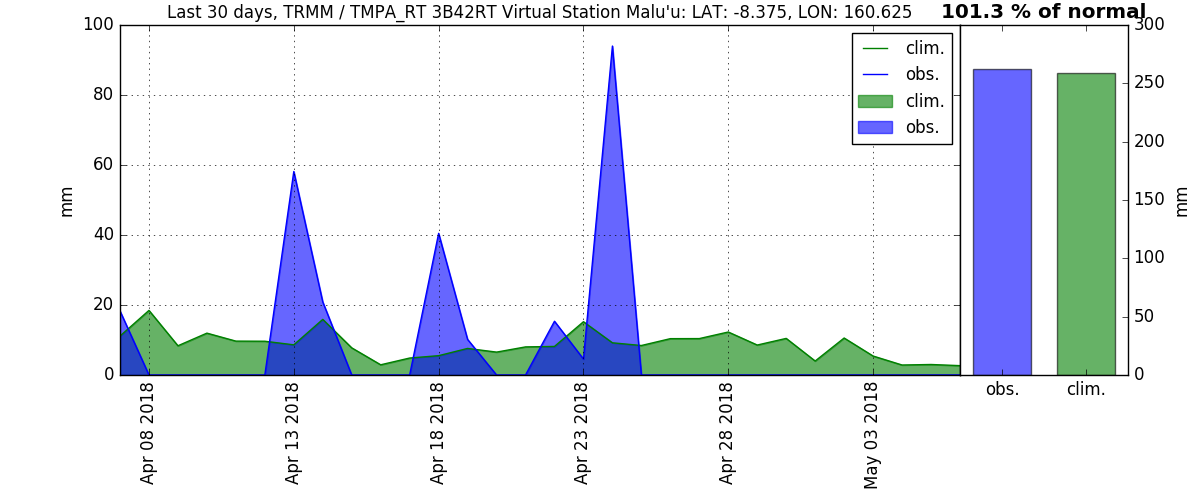 Last 30 days, TRMM / TMPA_RT 3B42RT Virtual Station Malu'u: LAT: -8.375, LON: 160.625
101.3 % of normal
100
80
60
40
20
0
mm
clim.
obs.
clim.
obs.
Apr 08 2018
Apr 13 2018
Apr 18 2018
Apr 23 2018
Apr 28 2018
May 03 2018
300
250
200
150
100
50
0
mm
obs.
clim.